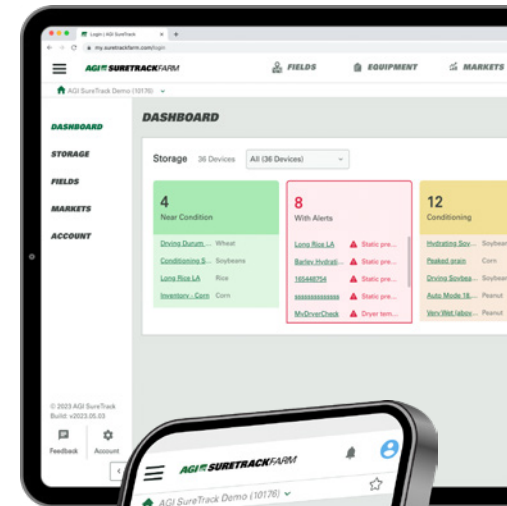 Login | AGI SureTrack
my.suretrackfarm.com/login
AGI SURETRACKFARM
FIELDS
EQUIPMENT
MARKETS
AGI SureTrack Demo (10176)
DASHBOARD
STORAGE
FIELDS
MARKETS
ACCOUNT
DASHBOARD
Storage 36 Devices All (36 Devices)
4
Near Condition
Drying Durum ... Wheat
Conditioning S... Soybeans
Long Rice LA Rice
Inventory - Corn Corn
8
With Alerts
Long Rice LA Static pre...
Barley Hydrati... Static pre...
165448754 Static pre...
Static pre...
MyDryerCheck Dryer tem...
12
Conditioning
Hydrating Soy... Soybean
Peaked grain Corn
Drying Soybea... Soybean
Auto Mode 18,... Peanut
Very Wet (abov... Peanut
© 2023 AGI SureTrack
Build: v2023.05.03
Feedback
Account
AGI SURETRACKFARM
AGI SureTrack Demo (10176)